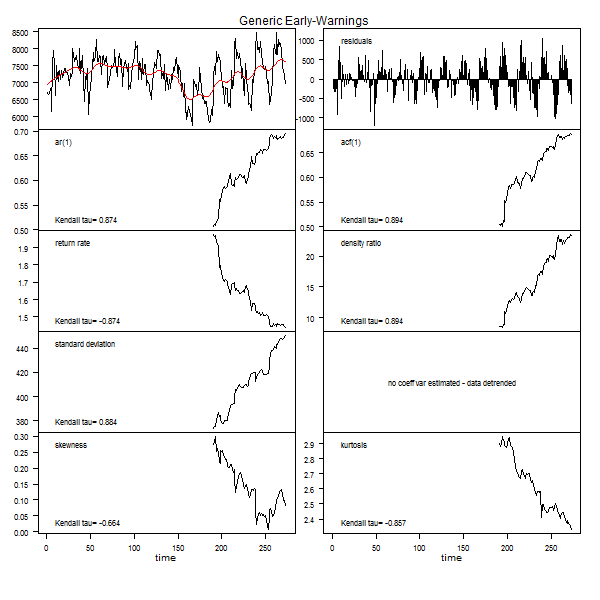 Generic Early-Warnings
8500
8000
7500
7000
6500
6000
residuals
1000
500
0
-500
0.70
0.65
0.60
0.55
0.50
ar(1)
Kendall tau= 0.874
0.65
0.60
0.55
0.50
acf(1)
Kendall tau= 0.894
1.9
1.8
1.7
1.6
1.5
return rate
Kendall tau= -0.874
20
15
10
density ratio
Kendall tau= 0.894
440
420
400
380
standard deviation
Kendall tau= 0.884
no coeff var estimated - data detrended
0.30
0.25
0.20
0.15
0.10
0.05
0.00
skewness
Kendall tau= -0.664
0 50 100 150 200 250
time
2.9
2.8
2.7
2.6
2.5
2.4
kurtosis
Kendall tau= -0.857
0 50 100 150 200 250
time